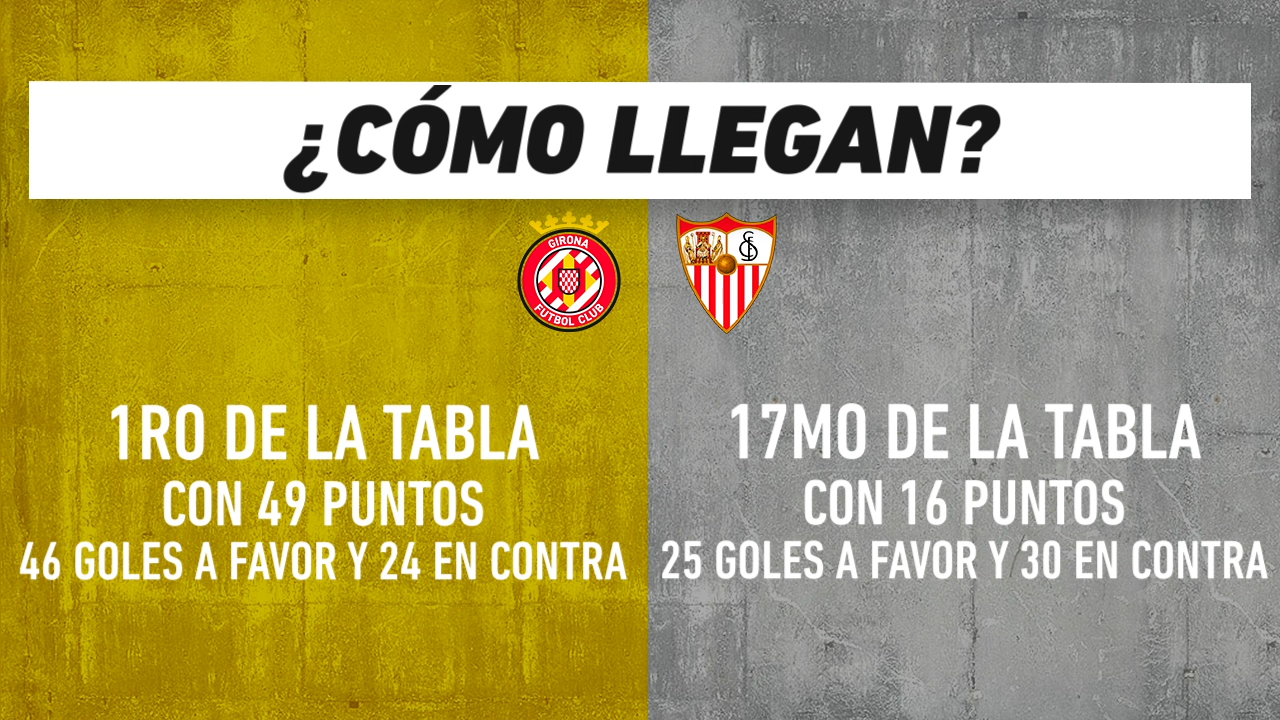 ¿CÓMO LLEGAN?
GIRONA
FUTBOL CLUB
1RO DE LA TABLA
CON 49 PUNTOS
46 GOLES A FAVOR Y 24 EN CONTRA
17MO DE LA TABLA
CON 16 PUNTOS
25 GOLES A FAVOR Y 30 EN CONTRA